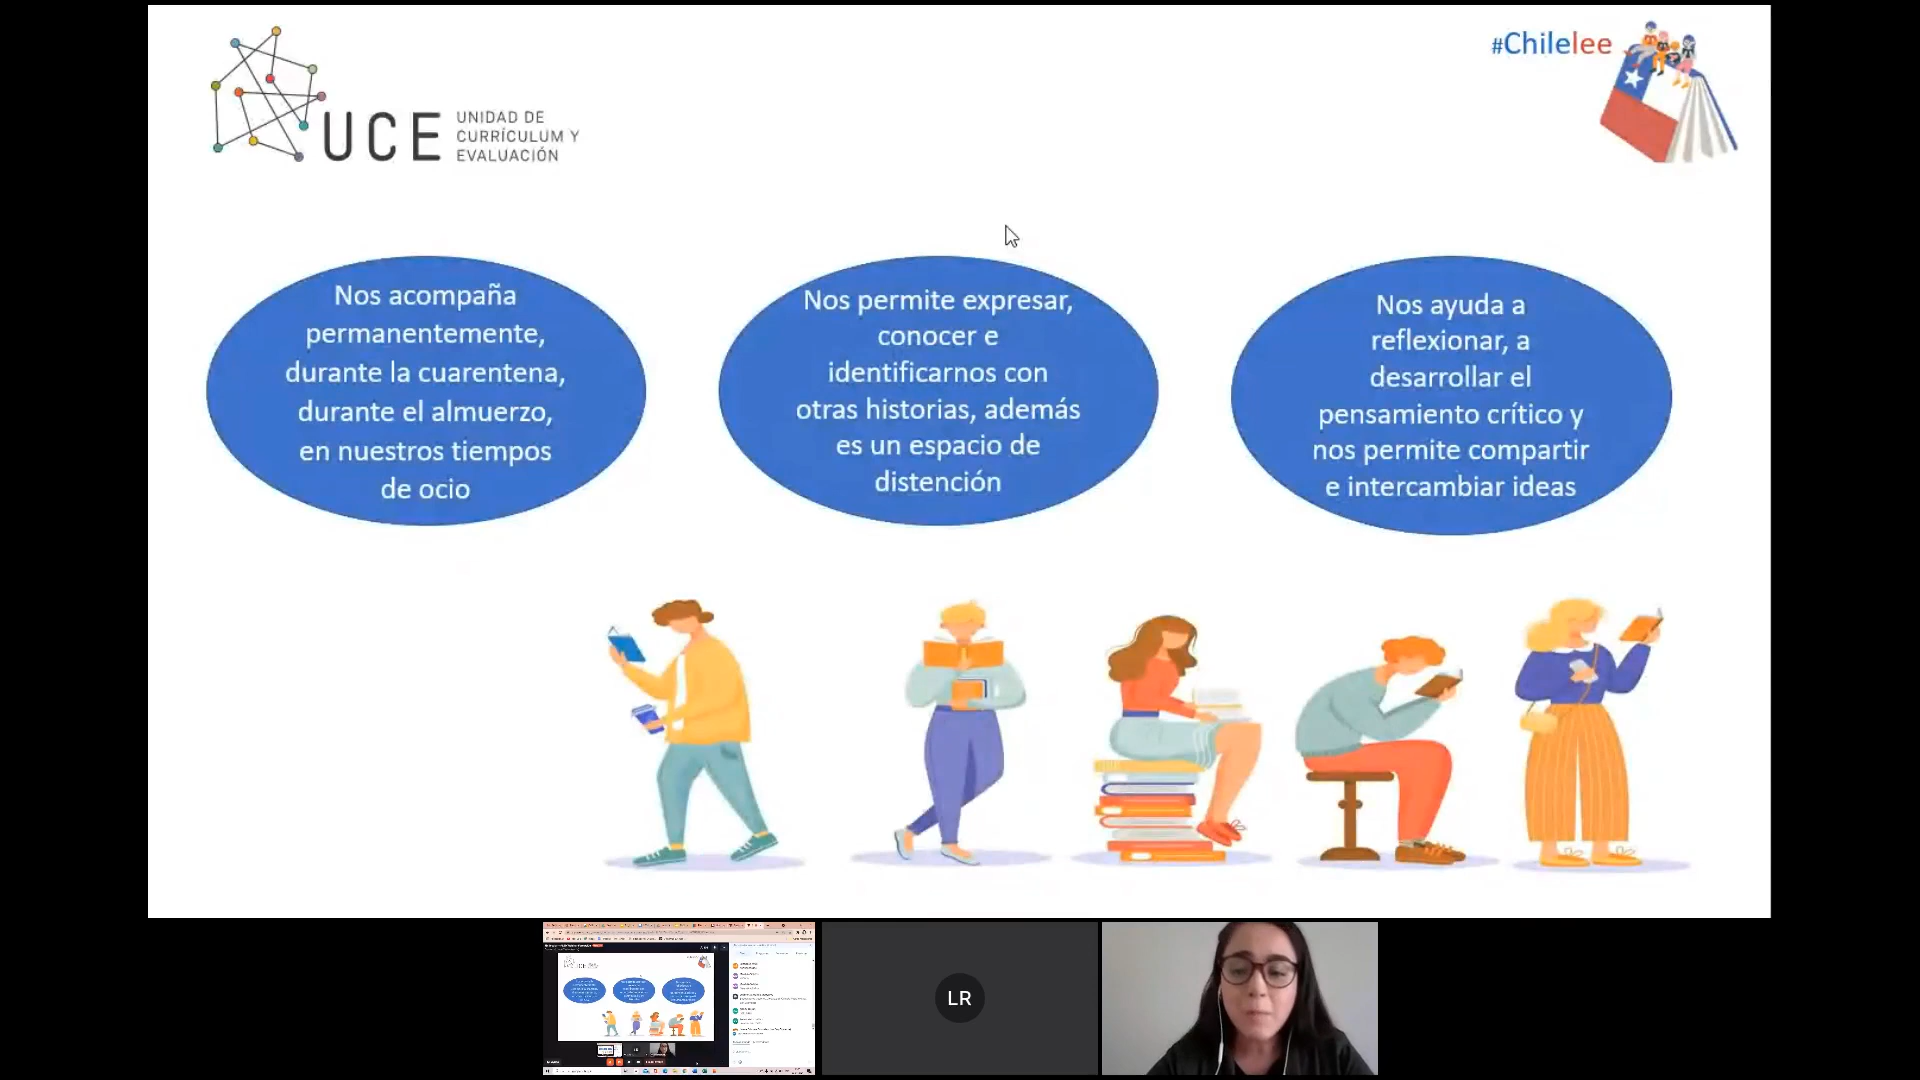 UCE
UNIDAD DE
CURRÍCULUM Y
EVALUACIÓN
#Chilelee
Nos acompaña
permanentemente,
durante la cuarentena,
durante el almuerzo,
en nuestros tiempos
de ocio
Nos permite expresar,
conocer e
identificarnos con
otras historias, además
es un espacio de
distención
Nos ayuda a
reflexionar, a
desarrollar el
pensamiento crítico y
nos permite compartir
e intercambiar ideas
LR